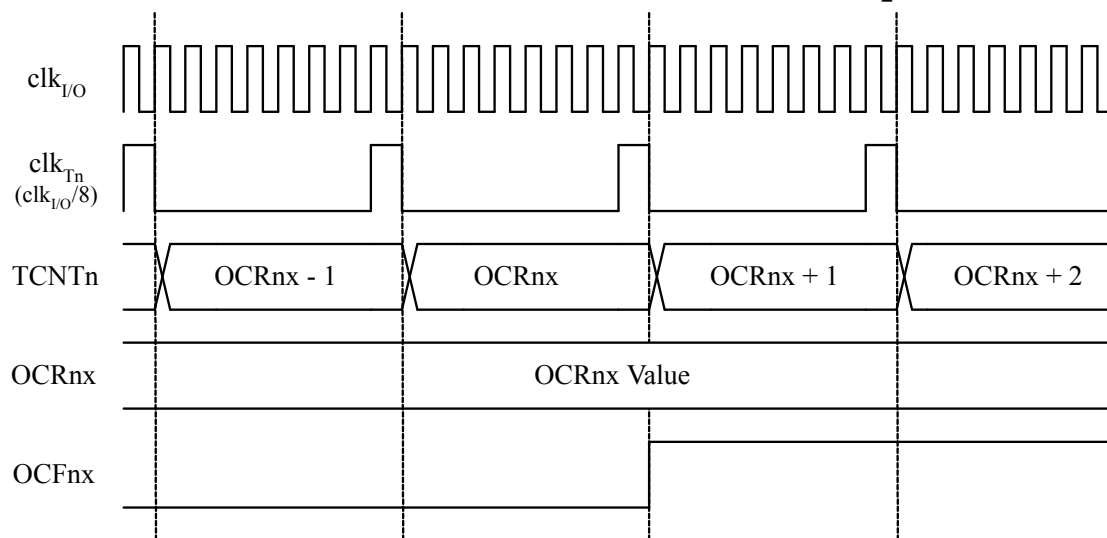 clkI/O
clkTn
(clkI/O/8)
TCNTn OCRnx - 1 OCRnx OCRnx + 1 OCRnx + 2
OCRnx OCRnx Value
OCFnx